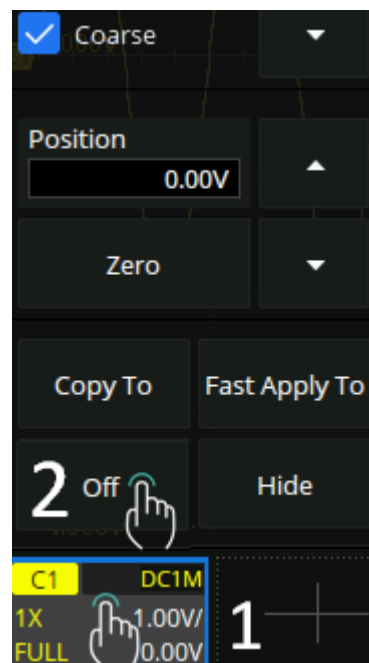 Coarse
Position
0.00V
Zero
Copy To
Fast Apply To
2 Off
Hide
C1 DC1M
1X 1.00V/
FULL 0.00V
1